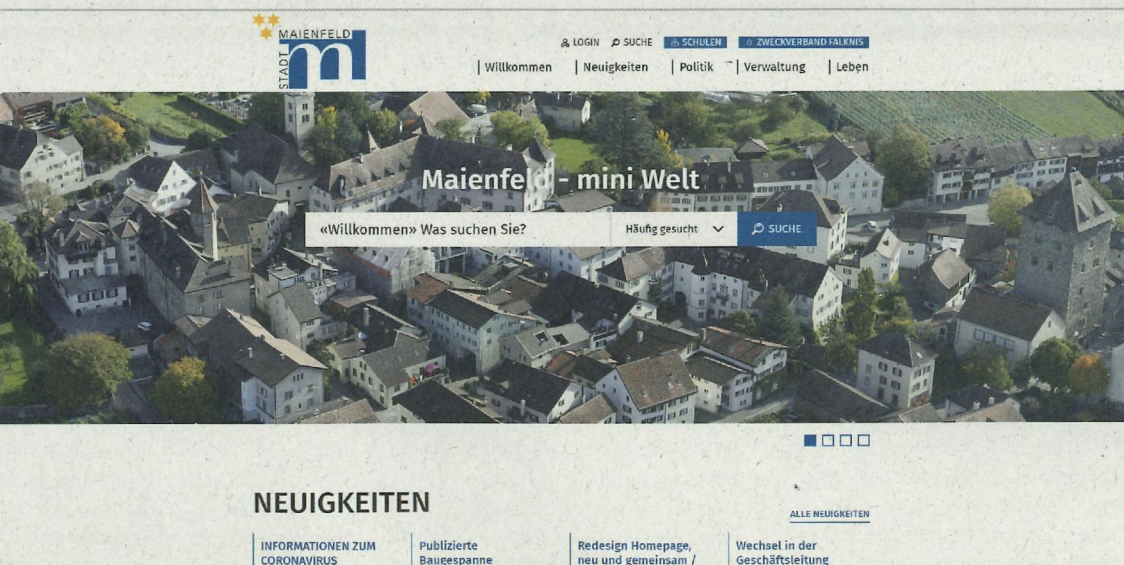 MAIENFELD
STADT
m
LOGIN SUCHE SCHULEN ZWECKVERBAND FALKNIS
Willkommen Neuigkeiten Politik Verwaltung Leben
Maienfeld - mini Welt
«Willkommen» Was suchen Sie? Häufig gesucht SUCHE
NEUIGKEITEN
ALLE NEUIGKEITEN
INFORMATIONEN ZUM
CORONAVIRUS
Publizierte
Baugespanne
Redesign Homepage,
neu und gemeinsam /
Wechsel in der
Geschäftsleitung